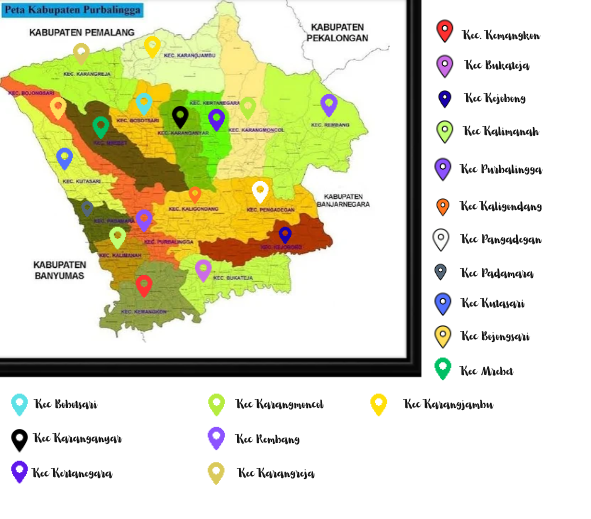 Peta Kabupaten Purbalingga
KABUPATEN PEMALANG
KABUPATEN
PEKALONGAN
KEC. KARANGJAMBU
KEC. KARANGREJA
KEC. BOJONGSARI
KEC. BOBOTSARI
KEC. KERTANEGARA
KEC. KARANGANYAR
KEC. KARANGMONCOL
KEC. REMBANG
KEC. MREBET
KEC. KUTASARI
KEC. KALIGONDANG
KEC. PENGADEGAN
KABUPATEN
BANJARNEGARA
KEC. PADAMARA
KEC. PURBALINGGA
KEC. KEJOBONG
KEC. KALIMANAH
KABUPATEN
BANYUMAS
KEC. BUKATEJA
KEC. KEMANGKON
Kec. Kemangkon
Kec Bukateja
Kec Kejobong
Kec Kalimanah
Kec Purbalingga
Kec Kaligondang
Kec Pangadegan
Kec Padamara
Kec Kutasari
Kec Bojongsari
Kec Mrebet
Kec Bobotsari
Kec Karangmoncol
Kec Karangjambu
Kec Karanganyar
Kec Rembang
Kec Kertanegara
Kec Karangreja